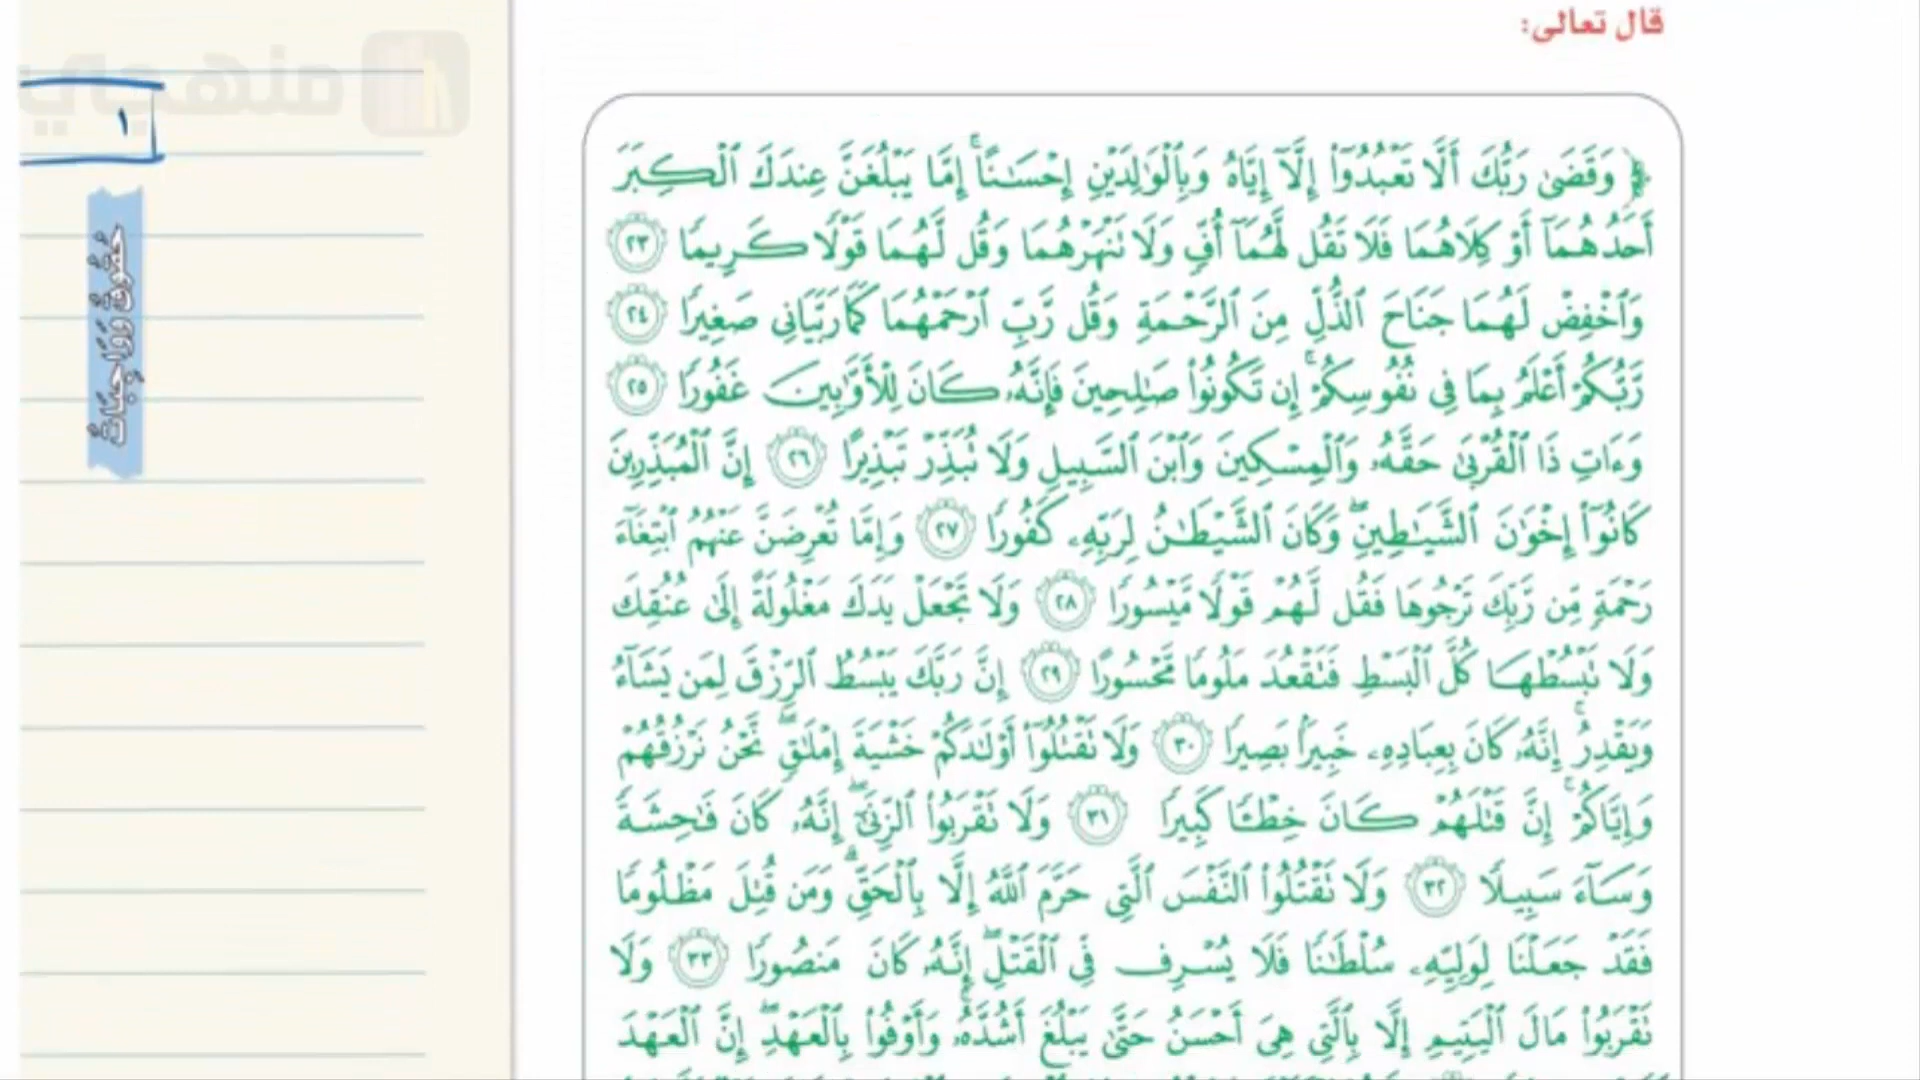 قال تعالى:
﴿ وَقَضَىٰ رَبُّكَ أَلَّا تَعْبُدُوٓا۟ إِلَّآ إِيَّاهُ وَبِٱلْوَٰلِدَيْنِ إِحْسَـٰنًا ۚ إِمَّا يَبْلُغَنَّ عِندَكَ ٱلْكِبَرَ
أَحَدُهُمَآ أَوْ كِلَاهُمَا فَلَا تَقُل لَّهُمَآ أُفٍّ وَلَا تَنْهَرْهُمَا وَقُل لَّهُمَا قَوْلًا كَرِيمًا ٢٣
وَٱخْفِضْ لَهُمَا جَنَاحَ ٱلذُّلِّ مِنَ ٱلرَّحْمَةِ وَقُل رَّبِّ ٱرْحَمْهُمَا كَمَا رَبَّيَانِى صَغِيرًا ٢٤
رَّبُّكُمْ أَعْلَمُ بِمَا فِى نُفُوسِكُمْ ۚ إِن تَكُونُوا۟ صَـٰلِحِينَ فَإِنَّهُۥ كَانَ لِلْأَوَّٰبِينَ غَفُورًا ٢٥
وَءَاتِ ذَا ٱلْقُرْبَىٰ حَقَّهُۥ وَٱلْمِسْكِينَ وَٱبْنَ ٱلسَّبِيلِ وَلَا تُبَذِّرْ تَبْذِيرًا ٢٦ إِنَّ ٱلْمُبَذِّرِينَ
كَانُوٓا۟ إِخْوَٰنَ ٱلشَّيَـٰطِينِ ۖ وَكَانَ ٱلشَّيْطَـٰنُ لِرَبِّهِۦ كَفُورًا ٢٧ وَإِمَّا تُعْرِضَنَّ عَنْهُمُ ٱبْتِغَآءَ
رَحْمَةٍ مِّن رَّبِّكَ تَرْجُوهَا فَقُل لَّهُمْ قَوْلًا مَّيْسُورًا ٢٨ وَلَا تَجْعَلْ يَدَكَ مَغْلُولَةً إِلَىٰ عُنُقِكَ
وَلَا تَبْسُطْهَا كُلَّ ٱلْبَسْطِ فَتَقْعُدَ مَلُومًا مَّحْسُورًا ٢٩ إِنَّ رَبَّكَ يَبْسُطُ ٱلرِّزْقَ لِمَن يَشَآءُ
وَيَقْدِرُ ۚ إِنَّهُۥ كَانَ بِعِبَادِهِۦ خَبِيرًۢا بَصِيرًا ٣٠ وَلَا تَقْتُلُوٓا۟ أَوْلَـٰدَكُمْ خَشْيَةَ إِمْلَـٰقٍ ۖ نَّحْنُ نَرْزُقُهُمْ
وَإِيَّاكُمْ ۚ إِنَّ قَتْلَهُمْ كَانَ خِطْـًٔا كَبِيرًا ٣١ وَلَا تَقْرَبُوا۟ ٱلزِّنَىٰٓ ۖ إِنَّهُۥ كَانَ فَـٰحِشَةً
وَسَآءَ سَبِيلًا ٣٢ وَلَا تَقْتُلُوا۟ ٱلنَّفْسَ ٱلَّتِى حَرَّمَ ٱللَّهُ إِلَّا بِٱلْحَقِّ ۗ وَمَن قُتِلَ مَظْلُومًا
فَقَدْ جَعَلْنَا لِوَلِيِّهِۦ سُلْطَـٰنًا فَلَا يُسْرِف فِّى ٱلْقَتْلِ ۖ إِنَّهُۥ كَانَ مَنصُورًا ٣٣ وَلَا
تَقْرَبُوا۟ مَالَ ٱلْيَتِيمِ إِلَّا بِٱلَّتِى هِىَ أَحْسَنُ حَتَّىٰ يَبْلُغَ أَشُدَّهُۥ ۚ وَأَوْفُوا۟ بِٱلْعَهْدِ ۖ إِنَّ ٱلْعَهْدَ
منهجي
١
حُقُوقٌ وَوَاجِبَاتٌ